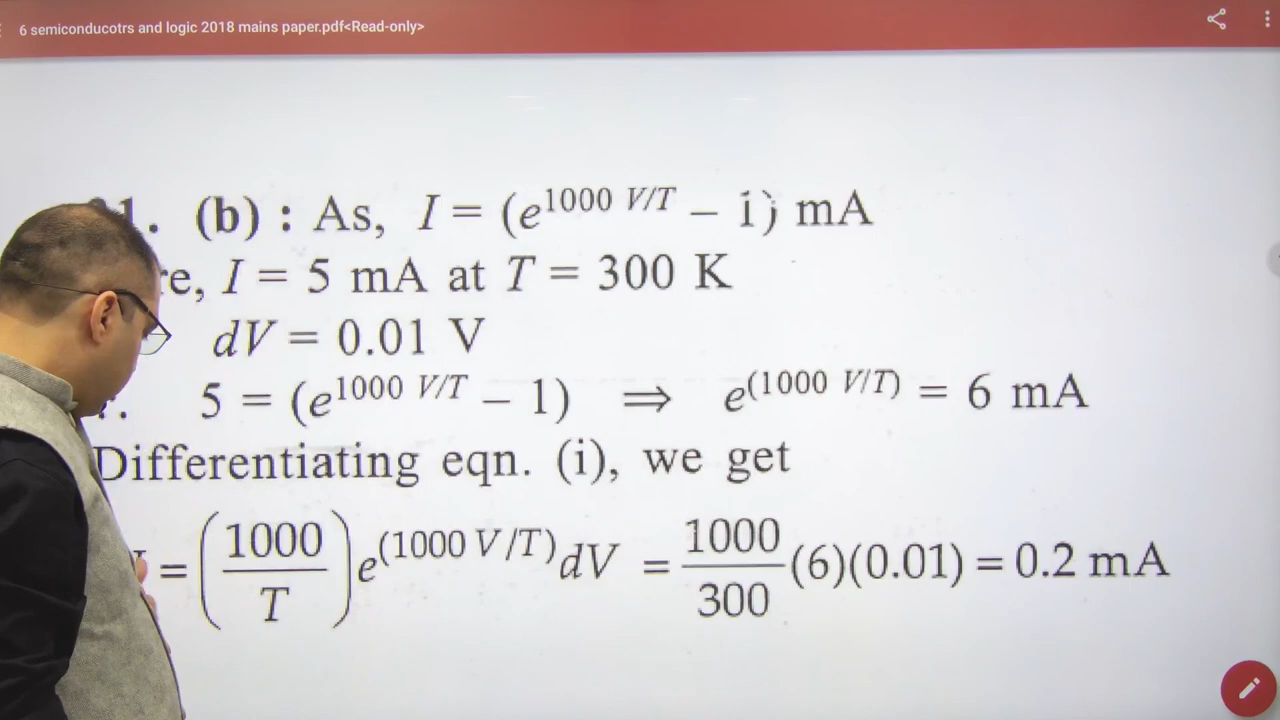 6 semiconducotrs and logic 2018 mains paper.pdf<Read-only>
1. (b) : As, I = (e^{1000 V/T} – 1) mA
re, I = 5 mA at T = 300 K
dV = 0.01 V
5 = (e^{1000 V/T} – 1) ⇒ e^{(1000 V/T)} = 6 mA
Differentiating eqn. (i), we get
= (1000/T) e^{(1000 V/T)} dV = 1000/300 (6)(0.01) = 0.2 mA